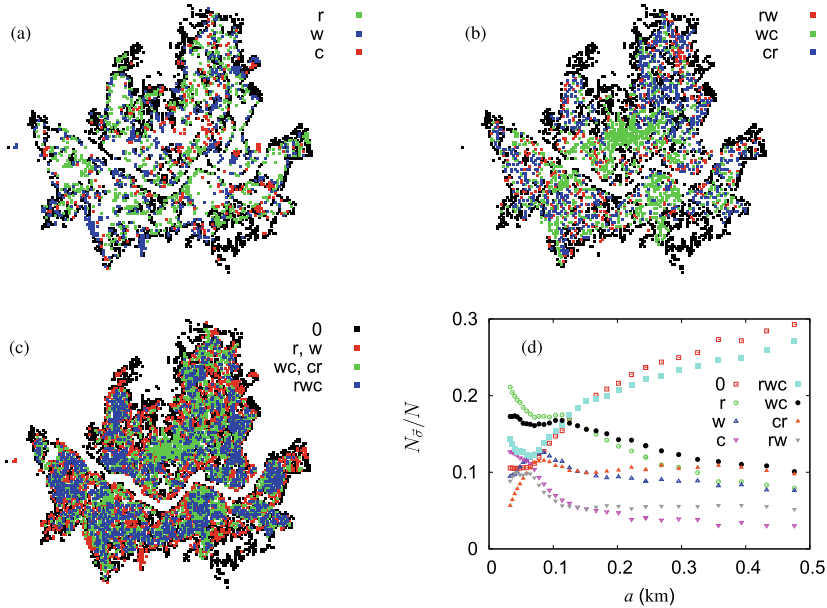 (a)
r
w
c
(b)
rw
wc
cr
(c)
0
r, w
wc, cr
rwc
(d)
0.3
0.2
0.1
0
N_σ̄/N
0 rwc
r wc
w cr
c rw
0 0.1 0.2 0.3 0.4 0.5
a (km)